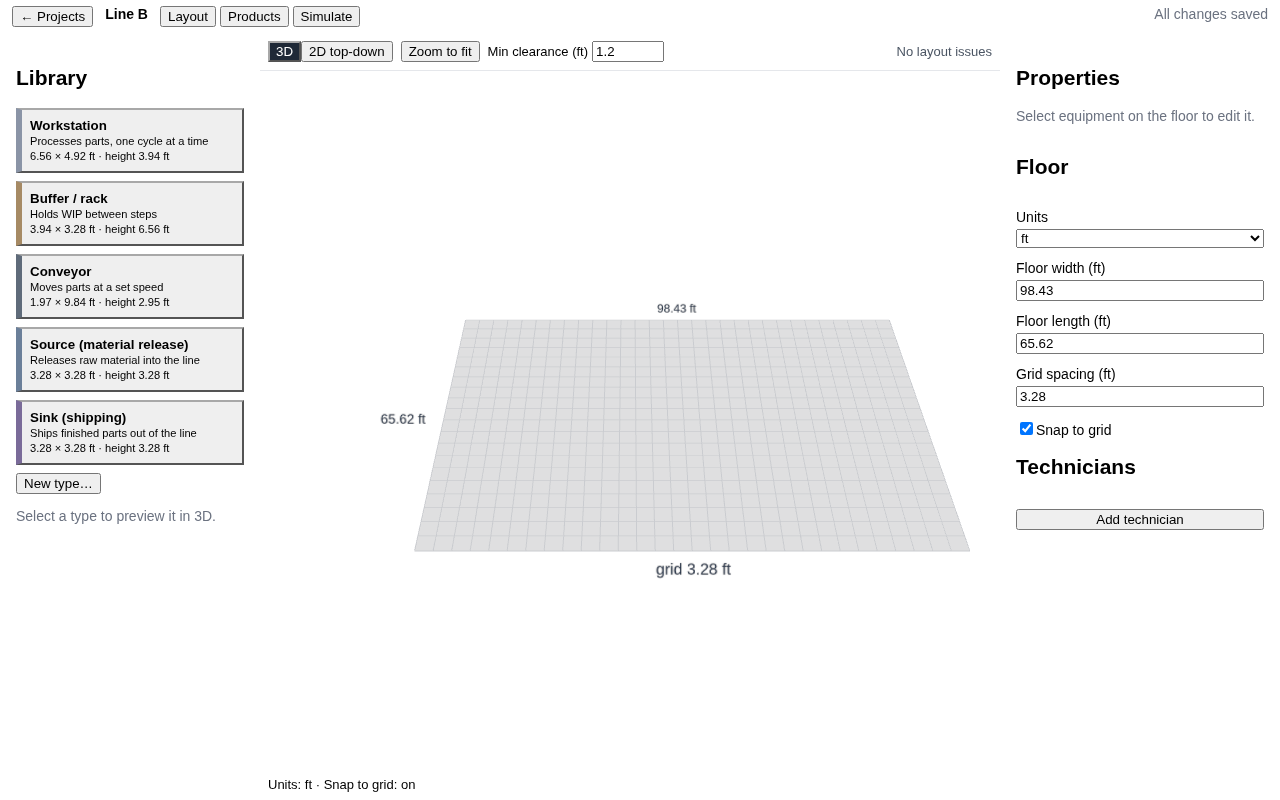 ← Projects
Line B
Layout
Products
Simulate
All changes saved
Library
Workstation
Processes parts, one cycle at a time
6.56 × 4.92 ft · height 3.94 ft
Buffer / rack
Holds WIP between steps
3.94 × 3.28 ft · height 6.56 ft
Conveyor
Moves parts at a set speed
1.97 × 9.84 ft · height 2.95 ft
Source (material release)
Releases raw material into the line
3.28 × 3.28 ft · height 3.28 ft
Sink (shipping)
Ships finished parts out of the line
3.28 × 3.28 ft · height 3.28 ft
New type…
Select a type to preview it in 3D.
3D
2D top-down
Zoom to fit
Min clearance (ft) 1.2
No layout issues
98.43 ft
65.62 ft
grid 3.28 ft
Units: ft · Snap to grid: on
Properties
Select equipment on the floor to edit it.
Floor
Units
ft
Floor width (ft)
98.43
Floor length (ft)
65.62
Grid spacing (ft)
3.28
Snap to grid
Technicians
Add technician